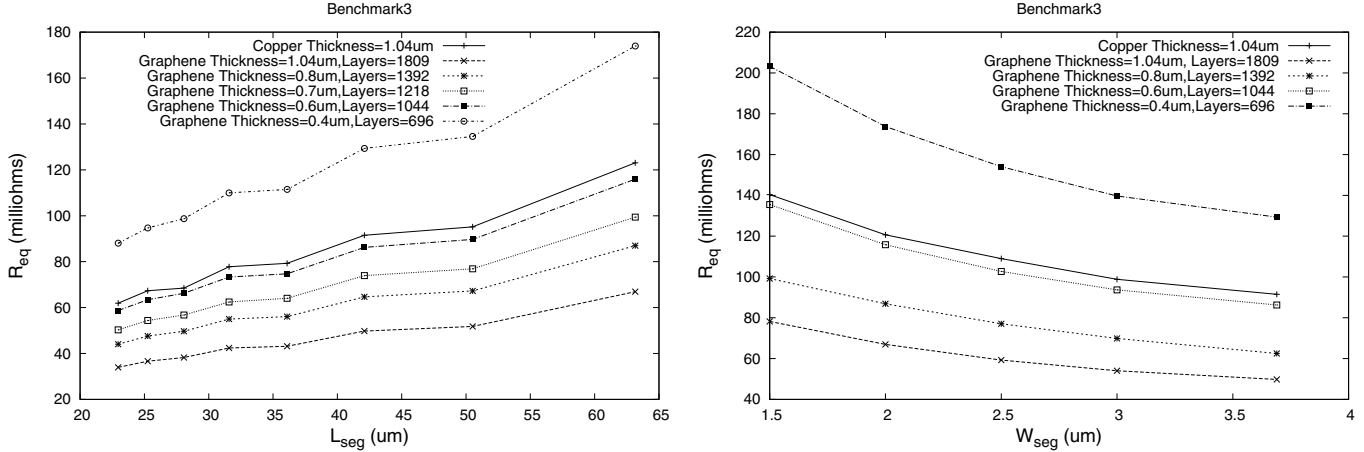 Benchmark3
R_eq (milliohms)
180
160
140
120
100
80
60
40
20
Copper Thickness=1.04um
Graphene Thickness=1.04um,Layers=1809
Graphene Thickness=0.8um,Layers=1392
Graphene Thickness=0.7um,Layers=1218
Graphene Thickness=0.6um,Layers=1044
Graphene Thickness=0.4um,Layers=696
20 25 30 35 40 45 50 55 60 65
L_seg (um)
Benchmark3
R_eq (milliohms)
220
200
180
160
140
120
100
80
60
40
Copper Thickness=1.04um
Graphene Thickness=1.04um, Layers=1809
Graphene Thickness=0.8um,Layers=1392
Graphene Thickness=0.6um,Layers=1044
Graphene Thickness=0.4um,Layers=696
1.5 2 2.5 3 3.5 4
W_seg (um)